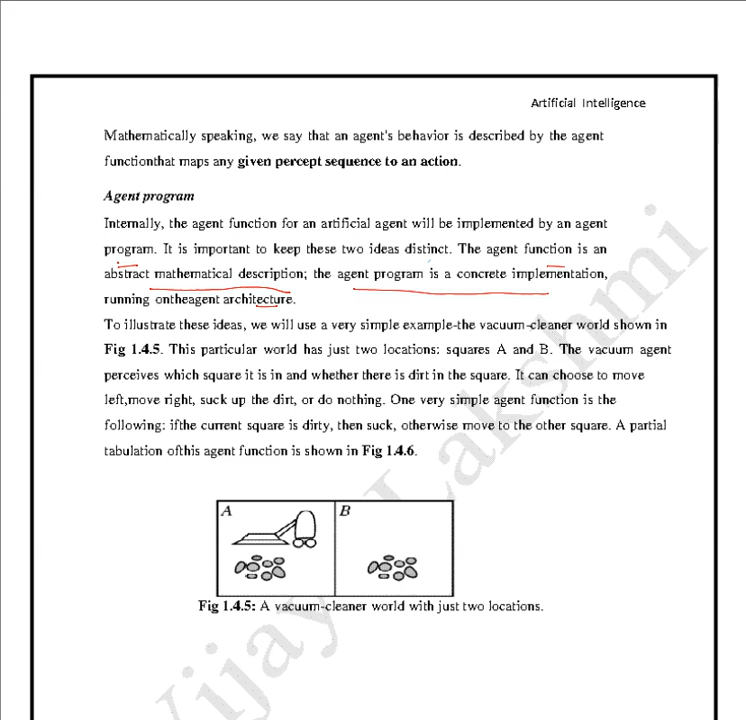 Artificial Intelligence
Mathematically speaking, we say that an agent's behavior is described by the agent
functionthat maps any given percept sequence to an action.
Agent program
Internally, the agent function for an artificial agent will be implemented by an agent
program. It is important to keep these two ideas distinct. The agent function is an
abstract mathematical description; the agent program is a concrete implementation,
running ontheagent architecture.
To illustrate these ideas, we will use a very simple example-the vacuum-cleaner world shown in
Fig 1.4.5. This particular world has just two locations: squares A and B. The vacuum agent
perceives which square it is in and whether there is dirt in the square. It can choose to move
left,move right, suck up the dirt, or do nothing. One very simple agent function is the
following: ifthe current square is dirty, then suck, otherwise move to the other square. A partial
tabulation ofthis agent function is shown in Fig 1.4.6.
A B
Fig 1.4.5: A vacuum-cleaner world with just two locations.
Vijay Lakshmi